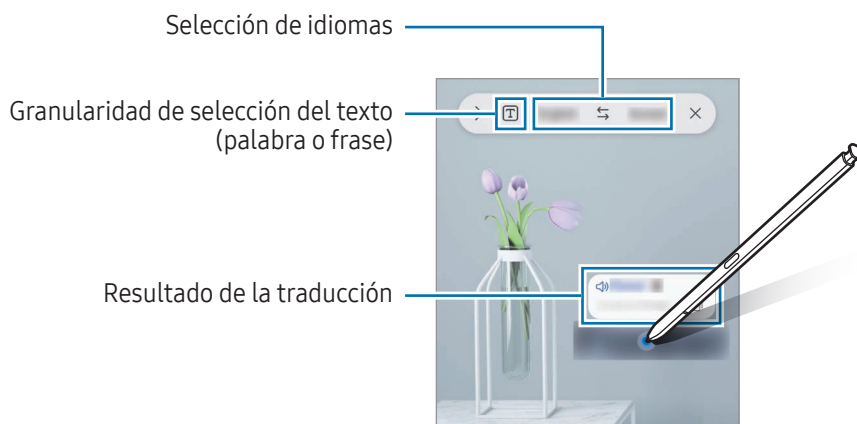 Selección de idiomas
Granularidad de selección del texto
(palabra o frase)
T
Resultado de la traducción